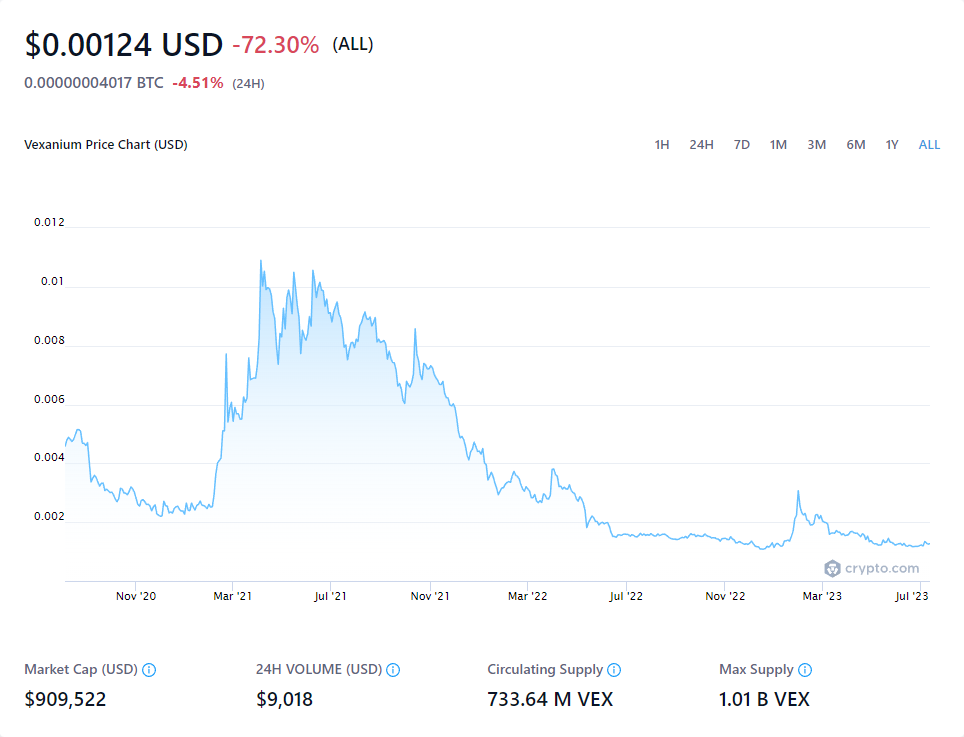 $0.00124 USD -72.30% (ALL)
0.00000004017 BTC -4.51% (24H)
Vexanium Price Chart (USD) 1H 24H 7D 1M 3M 6M 1Y ALL
0.012
0.01
0.008
0.006
0.004
0.002
crypto.com
Nov '20 Mar '21 Jul '21 Nov '21 Mar '22 Jul '22 Nov '22 Mar '23 Jul '23
Market Cap (USD) 24H VOLUME (USD) Circulating Supply Max Supply
$909,522 $9,018 733.64 M VEX 1.01 B VEX